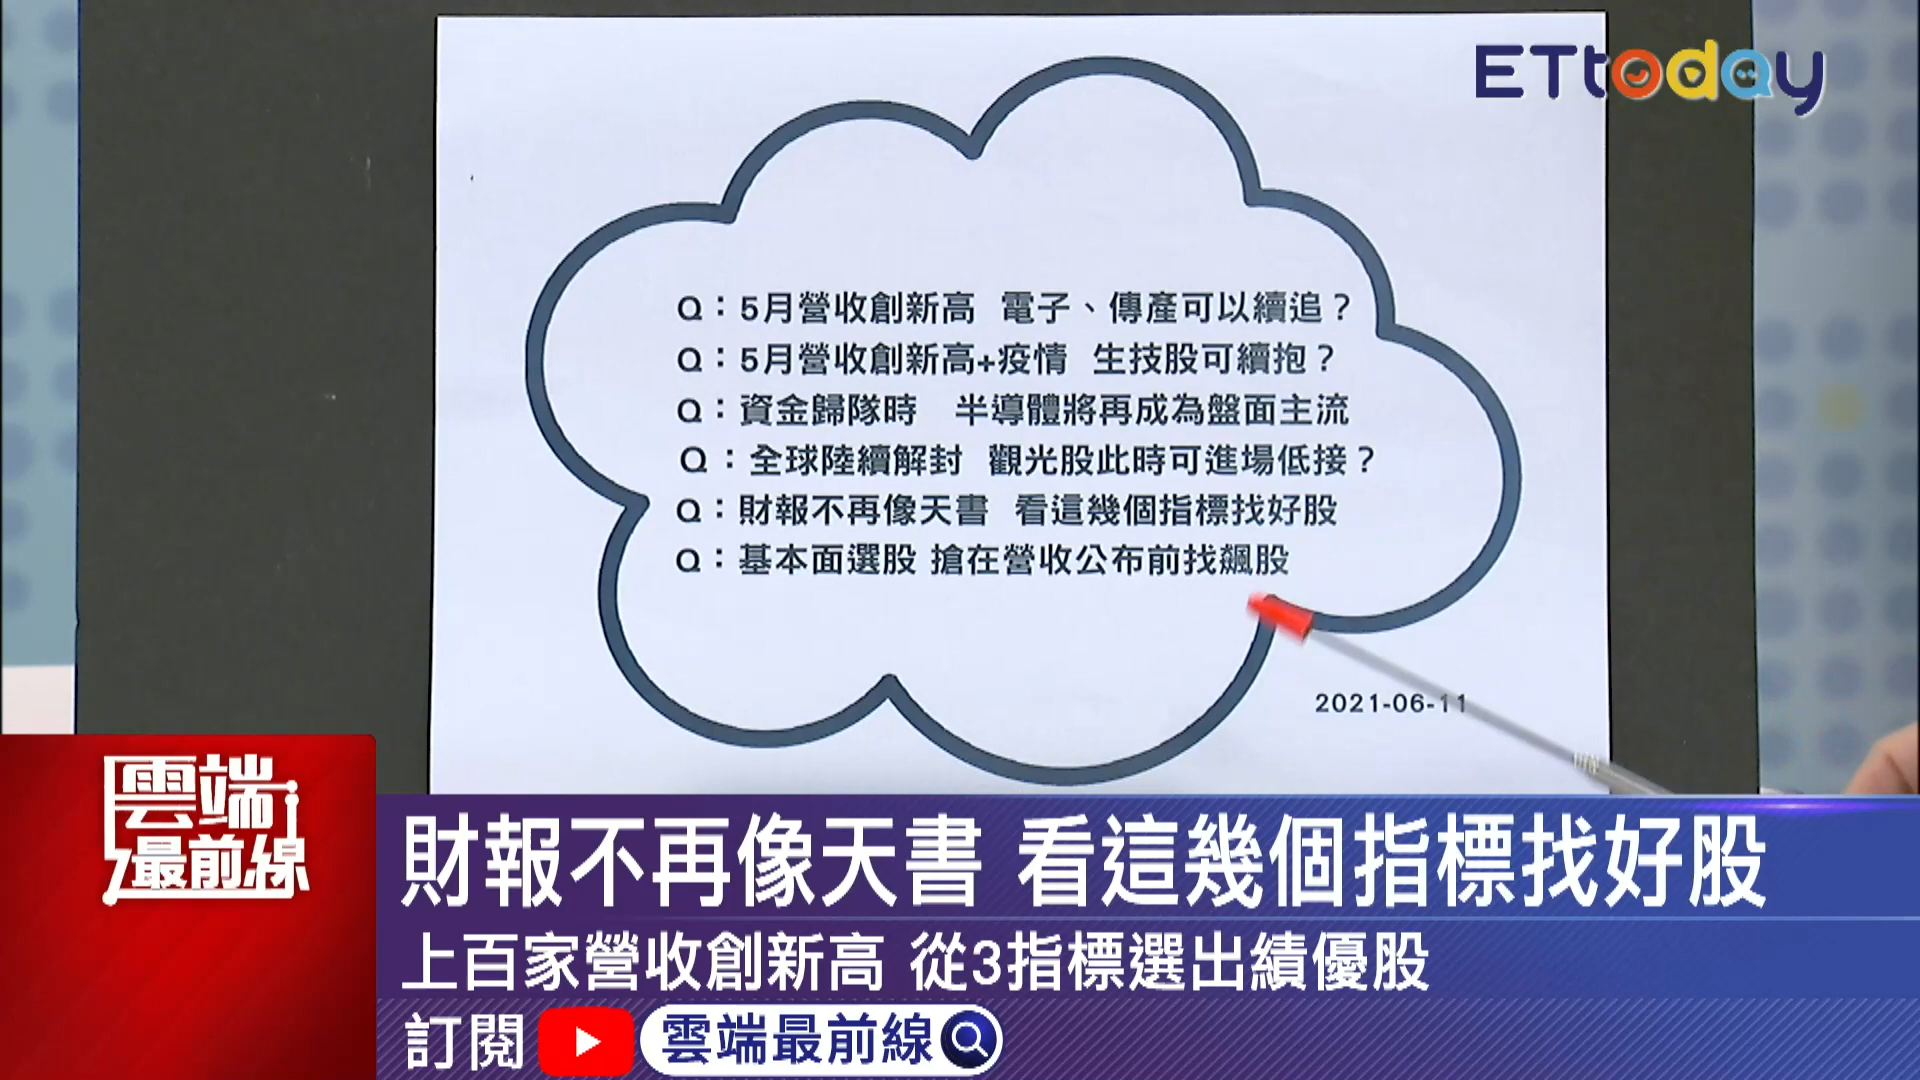 ETtoday
Q：5月營收創新高 電子、傳產可以續追？
Q：5月營收創新高+疫情 生技股可續抱？
Q：資金歸隊時 半導體將再成為盤面主流
Q：全球陸續解封 觀光股此時可進場低接？
Q：財報不再像天書 看這幾個指標找好股
Q：基本面選股 搶在營收公布前找飆股
2021-06-11
雲端
最前線
財報不再像天書 看這幾個指標找好股
上百家營收創新高 從3指標選出績優股
訂閱 雲端最前線